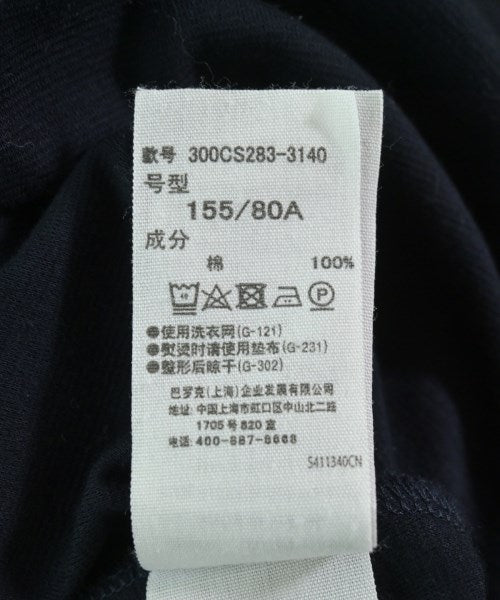 款号 300CS283-3140
号型
155/80A
成分
棉 100%
40
P
●使用洗衣网(G-121)
●熨烫时请使用垫布(G-231)
●整形后晾干(G-302)
巴罗克(上海)企业发展有限公司
地址: 中国上海市虹口区中山北二路
1705号 820室
电话: 400-887-8668
S411340CN